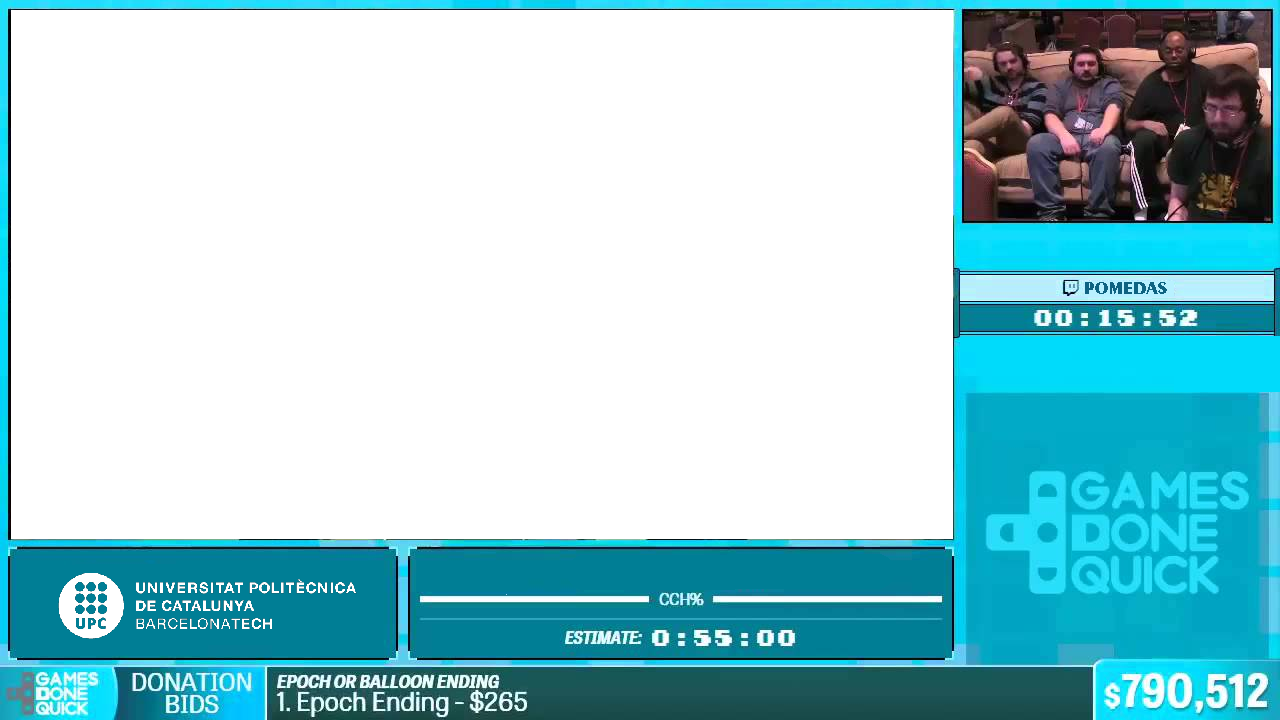 POMEDAS
00:15:52
GAMES
DONE
QUICK
UNIVERSITAT POLITÈCNICA
DE CATALUNYA
BARCELONATECH
UPC
CCH%
ESTIMATE: 0:55:00
GAMES
DONE
QUICK
DONATION
BIDS
EPOCH OR BALLOON ENDING
1. Epoch Ending - $265
$790,512